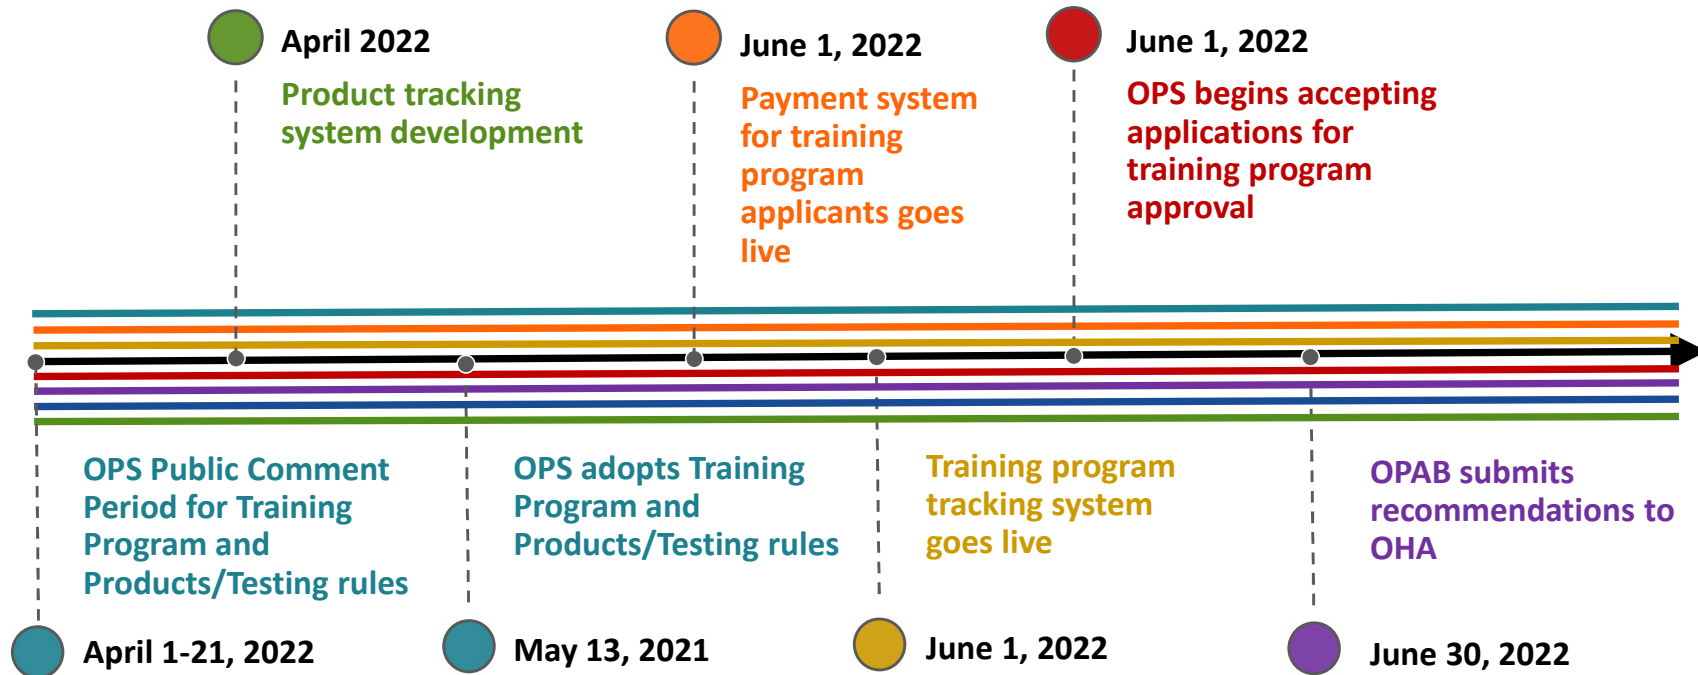 April 2022
Product tracking
system development
June 1, 2022
Payment system
for training
program
applicants goes
live
June 1, 2022
OPS begins accepting
applications for
training program
approval
OPS Public Comment
Period for Training
Program and
Products/Testing rules
April 1-21, 2022
OPS adopts Training
Program and
Products/Testing rules
May 13, 2021
Training program
tracking system
goes live
June 1, 2022
OPAB submits
recommendations to
OHA
June 30, 2022